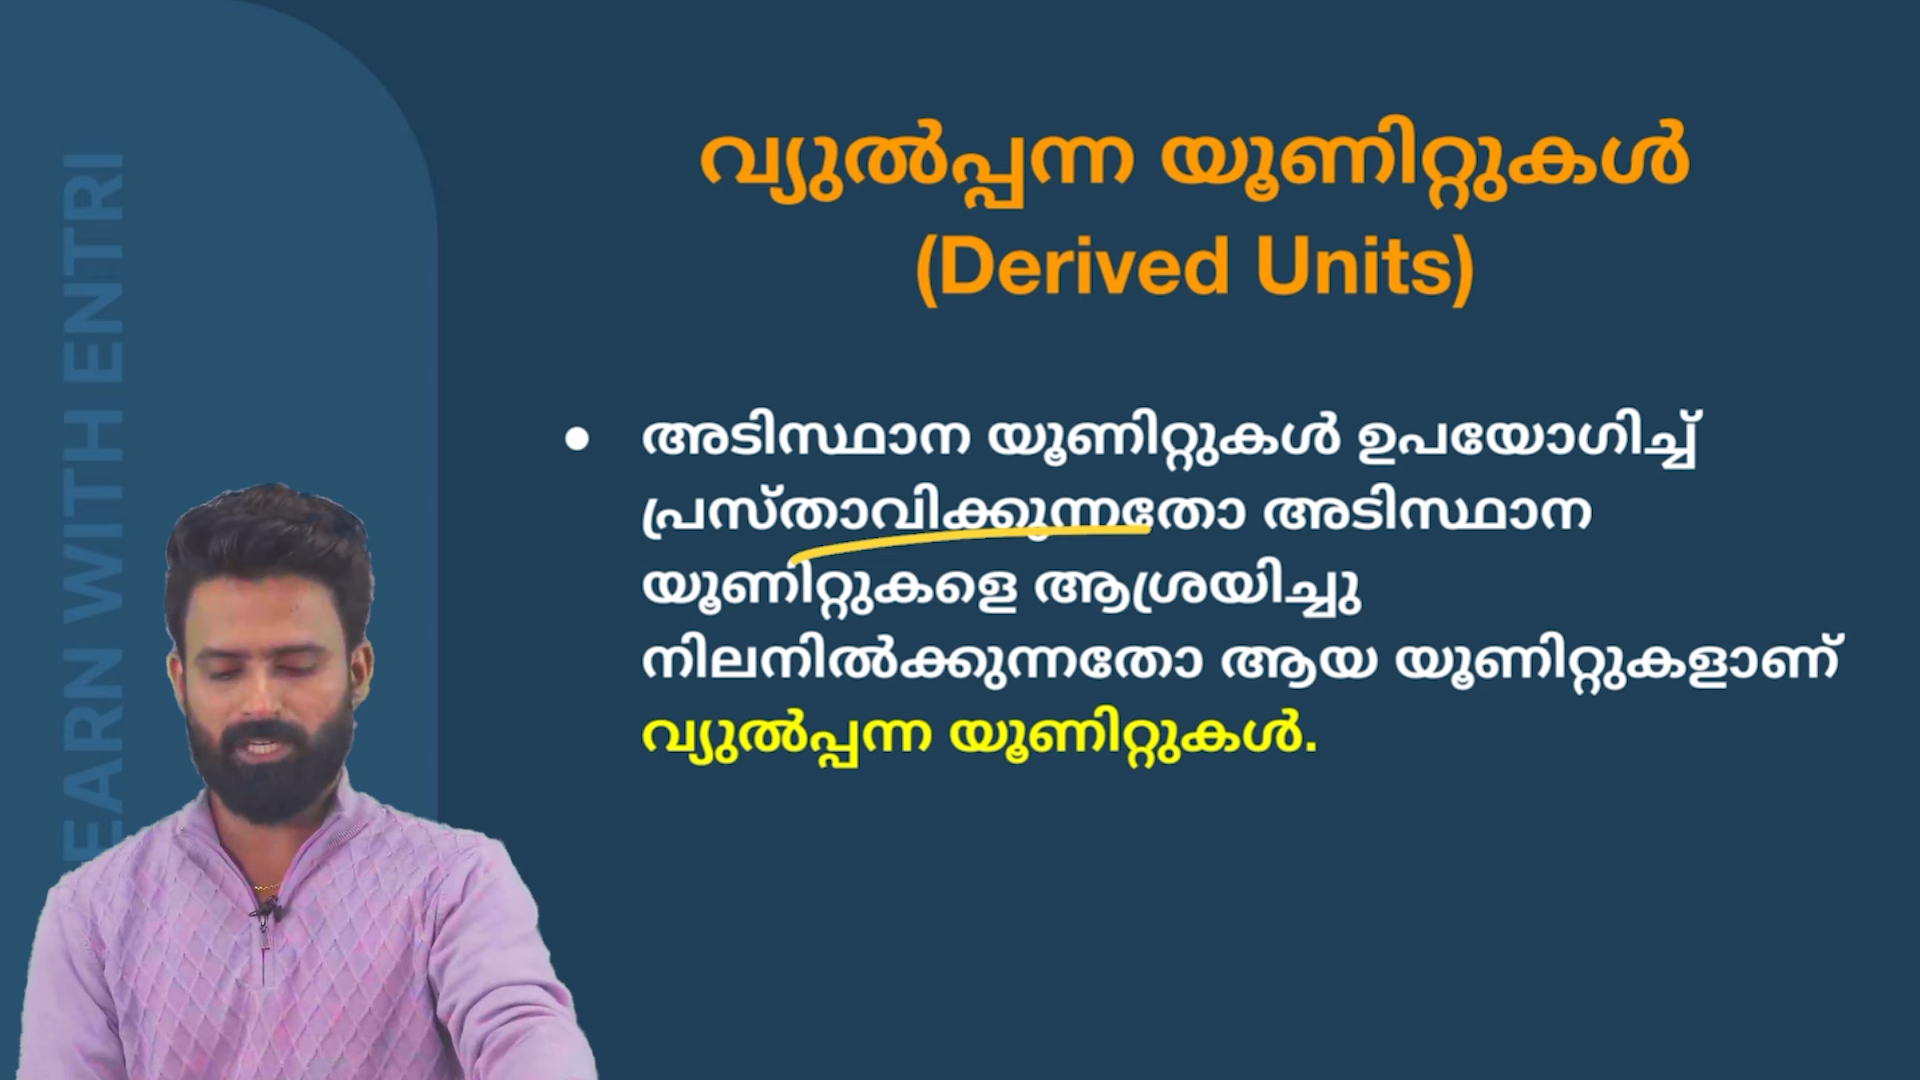 വ്യുൽപ്പന്ന യൂണിറ്റുകൾ
(Derived Units)
● അടിസ്ഥാന യൂണിറ്റുകൾ ഉപയോഗിച്ച്
പ്രസ്താവിക്കുന്നതോ അടിസ്ഥാന
യൂണിറ്റുകളെ ആശ്രയിച്ചു
നിലനിൽക്കുന്നതോ ആയ യൂണിറ്റുകളാണ്
വ്യുൽപ്പന്ന യൂണിറ്റുകൾ.
EARN WITH ENTRI